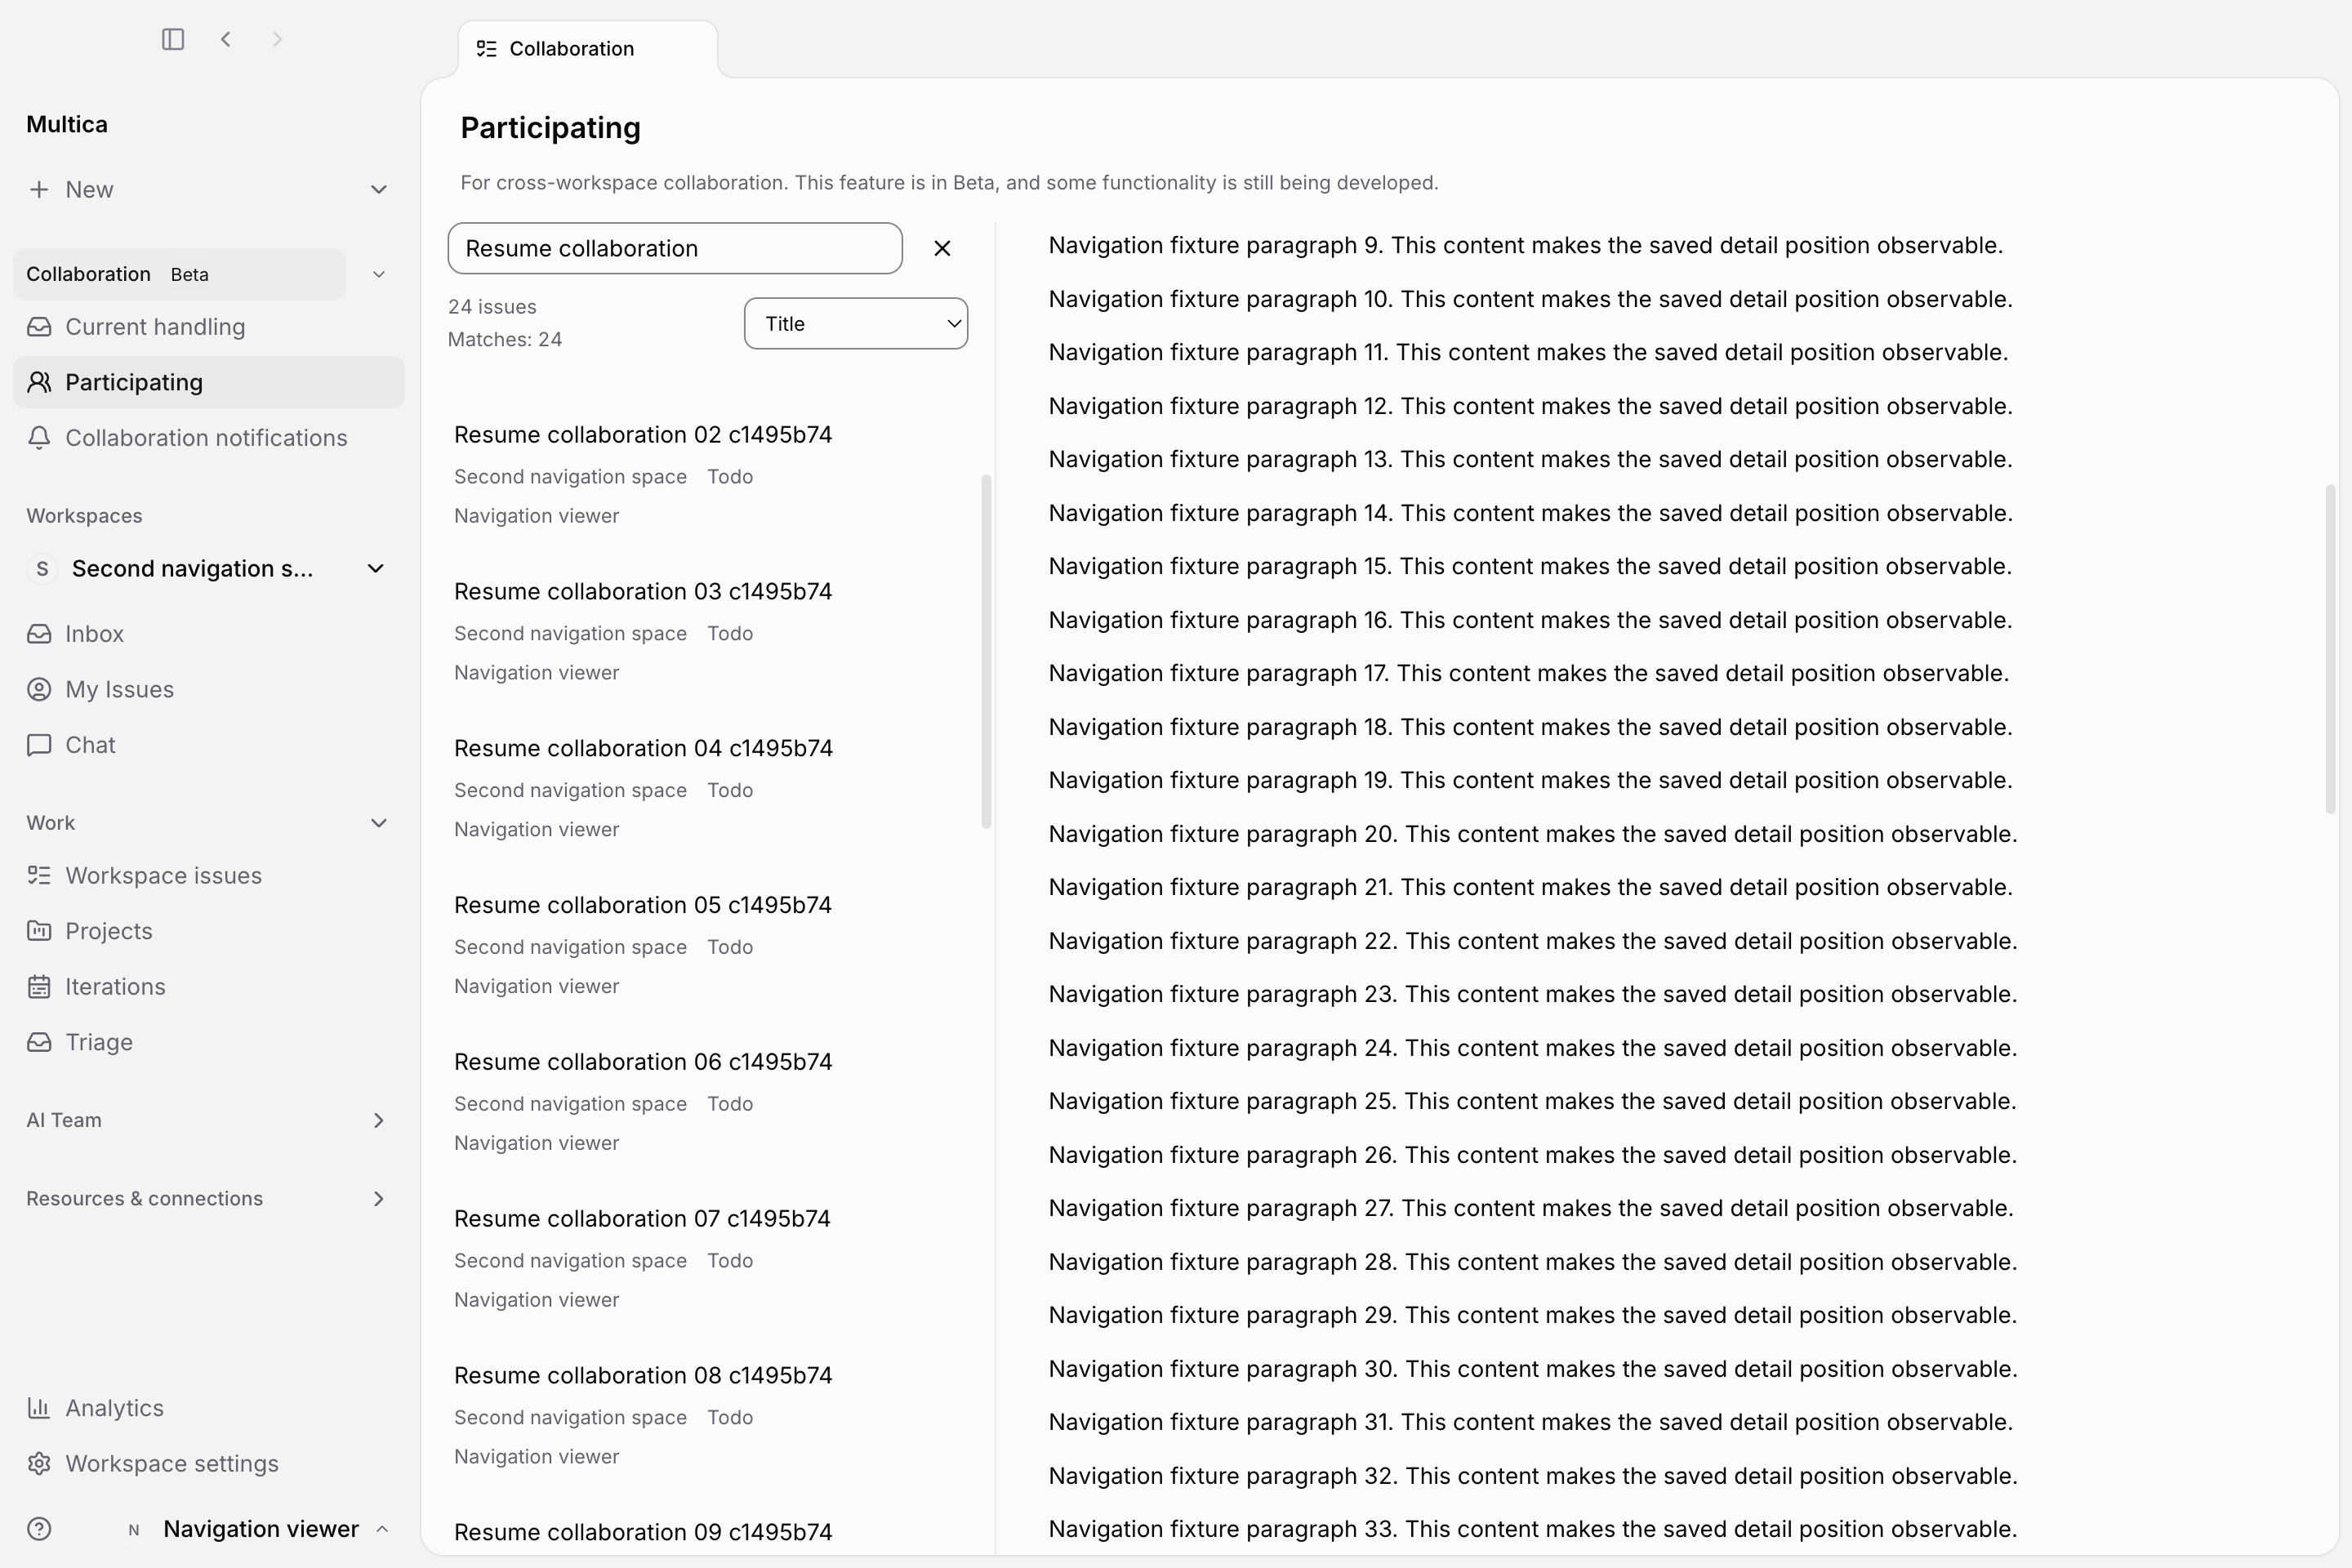 Collaboration
Multica
New
Collaboration Beta
Current handling
Participating
Collaboration notifications
Workspaces
S Second navigation s...
Inbox
My Issues
Chat
Work
Workspace issues
Projects
Iterations
Triage
AI Team
Resources & connections
Analytics
Workspace settings
N Navigation viewer
Participating
For cross-workspace collaboration. This feature is in Beta, and some functionality is still being developed.
Resume collaboration
24 issues
Matches: 24
Title
Resume collaboration 02 c1495b74
Second navigation space Todo
Navigation viewer
Resume collaboration 03 c1495b74
Second navigation space Todo
Navigation viewer
Resume collaboration 04 c1495b74
Second navigation space Todo
Navigation viewer
Resume collaboration 05 c1495b74
Second navigation space Todo
Navigation viewer
Resume collaboration 06 c1495b74
Second navigation space Todo
Navigation viewer
Resume collaboration 07 c1495b74
Second navigation space Todo
Navigation viewer
Resume collaboration 08 c1495b74
Second navigation space Todo
Navigation viewer
Resume collaboration 09 c1495b74
Navigation fixture paragraph 9. This content makes the saved detail position observable.
Navigation fixture paragraph 10. This content makes the saved detail position observable.
Navigation fixture paragraph 11. This content makes the saved detail position observable.
Navigation fixture paragraph 12. This content makes the saved detail position observable.
Navigation fixture paragraph 13. This content makes the saved detail position observable.
Navigation fixture paragraph 14. This content makes the saved detail position observable.
Navigation fixture paragraph 15. This content makes the saved detail position observable.
Navigation fixture paragraph 16. This content makes the saved detail position observable.
Navigation fixture paragraph 17. This content makes the saved detail position observable.
Navigation fixture paragraph 18. This content makes the saved detail position observable.
Navigation fixture paragraph 19. This content makes the saved detail position observable.
Navigation fixture paragraph 20. This content makes the saved detail position observable.
Navigation fixture paragraph 21. This content makes the saved detail position observable.
Navigation fixture paragraph 22. This content makes the saved detail position observable.
Navigation fixture paragraph 23. This content makes the saved detail position observable.
Navigation fixture paragraph 24. This content makes the saved detail position observable.
Navigation fixture paragraph 25. This content makes the saved detail position observable.
Navigation fixture paragraph 26. This content makes the saved detail position observable.
Navigation fixture paragraph 27. This content makes the saved detail position observable.
Navigation fixture paragraph 28. This content makes the saved detail position observable.
Navigation fixture paragraph 29. This content makes the saved detail position observable.
Navigation fixture paragraph 30. This content makes the saved detail position observable.
Navigation fixture paragraph 31. This content makes the saved detail position observable.
Navigation fixture paragraph 32. This content makes the saved detail position observable.
Navigation fixture paragraph 33. This content makes the saved detail position observable.